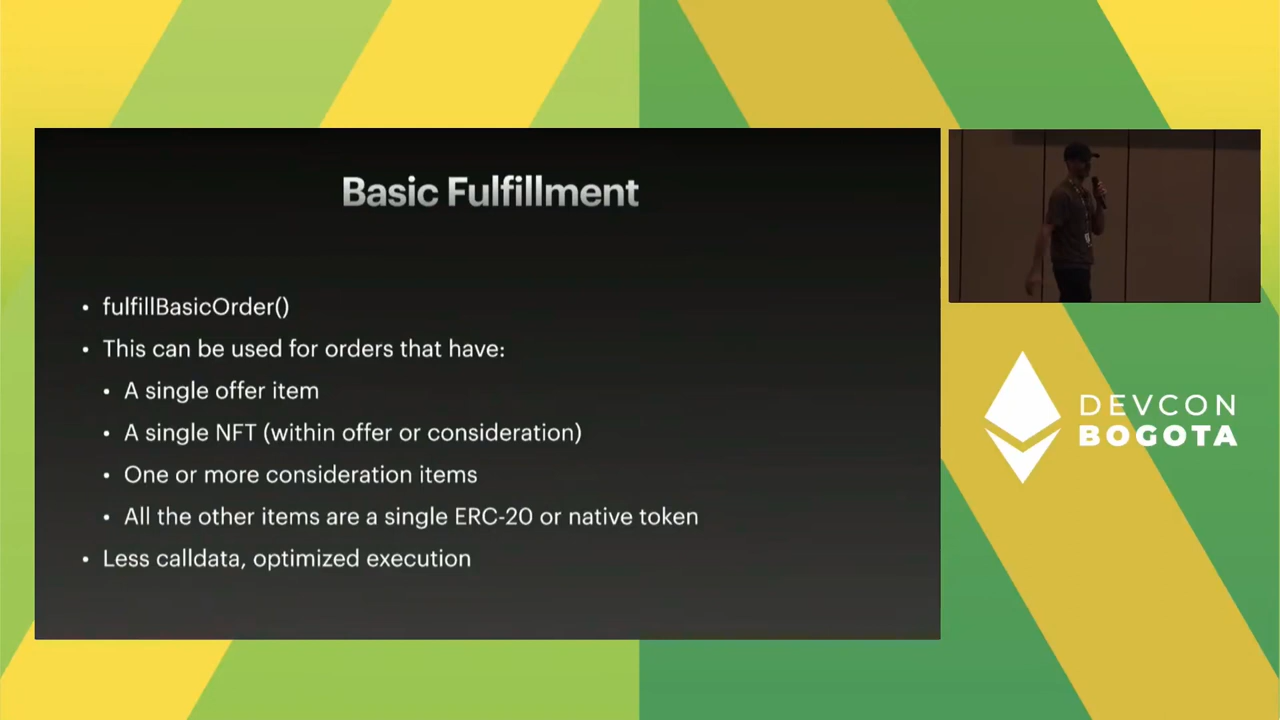 Basic Fulfillment
• fulfillBasicOrder()
• This can be used for orders that have:
• A single offer item
• A single NFT (within offer or consideration)
• One or more consideration items
• All the other items are a single ERC-20 or native token
• Less calldata, optimized execution
DEVCON
BOGOTA